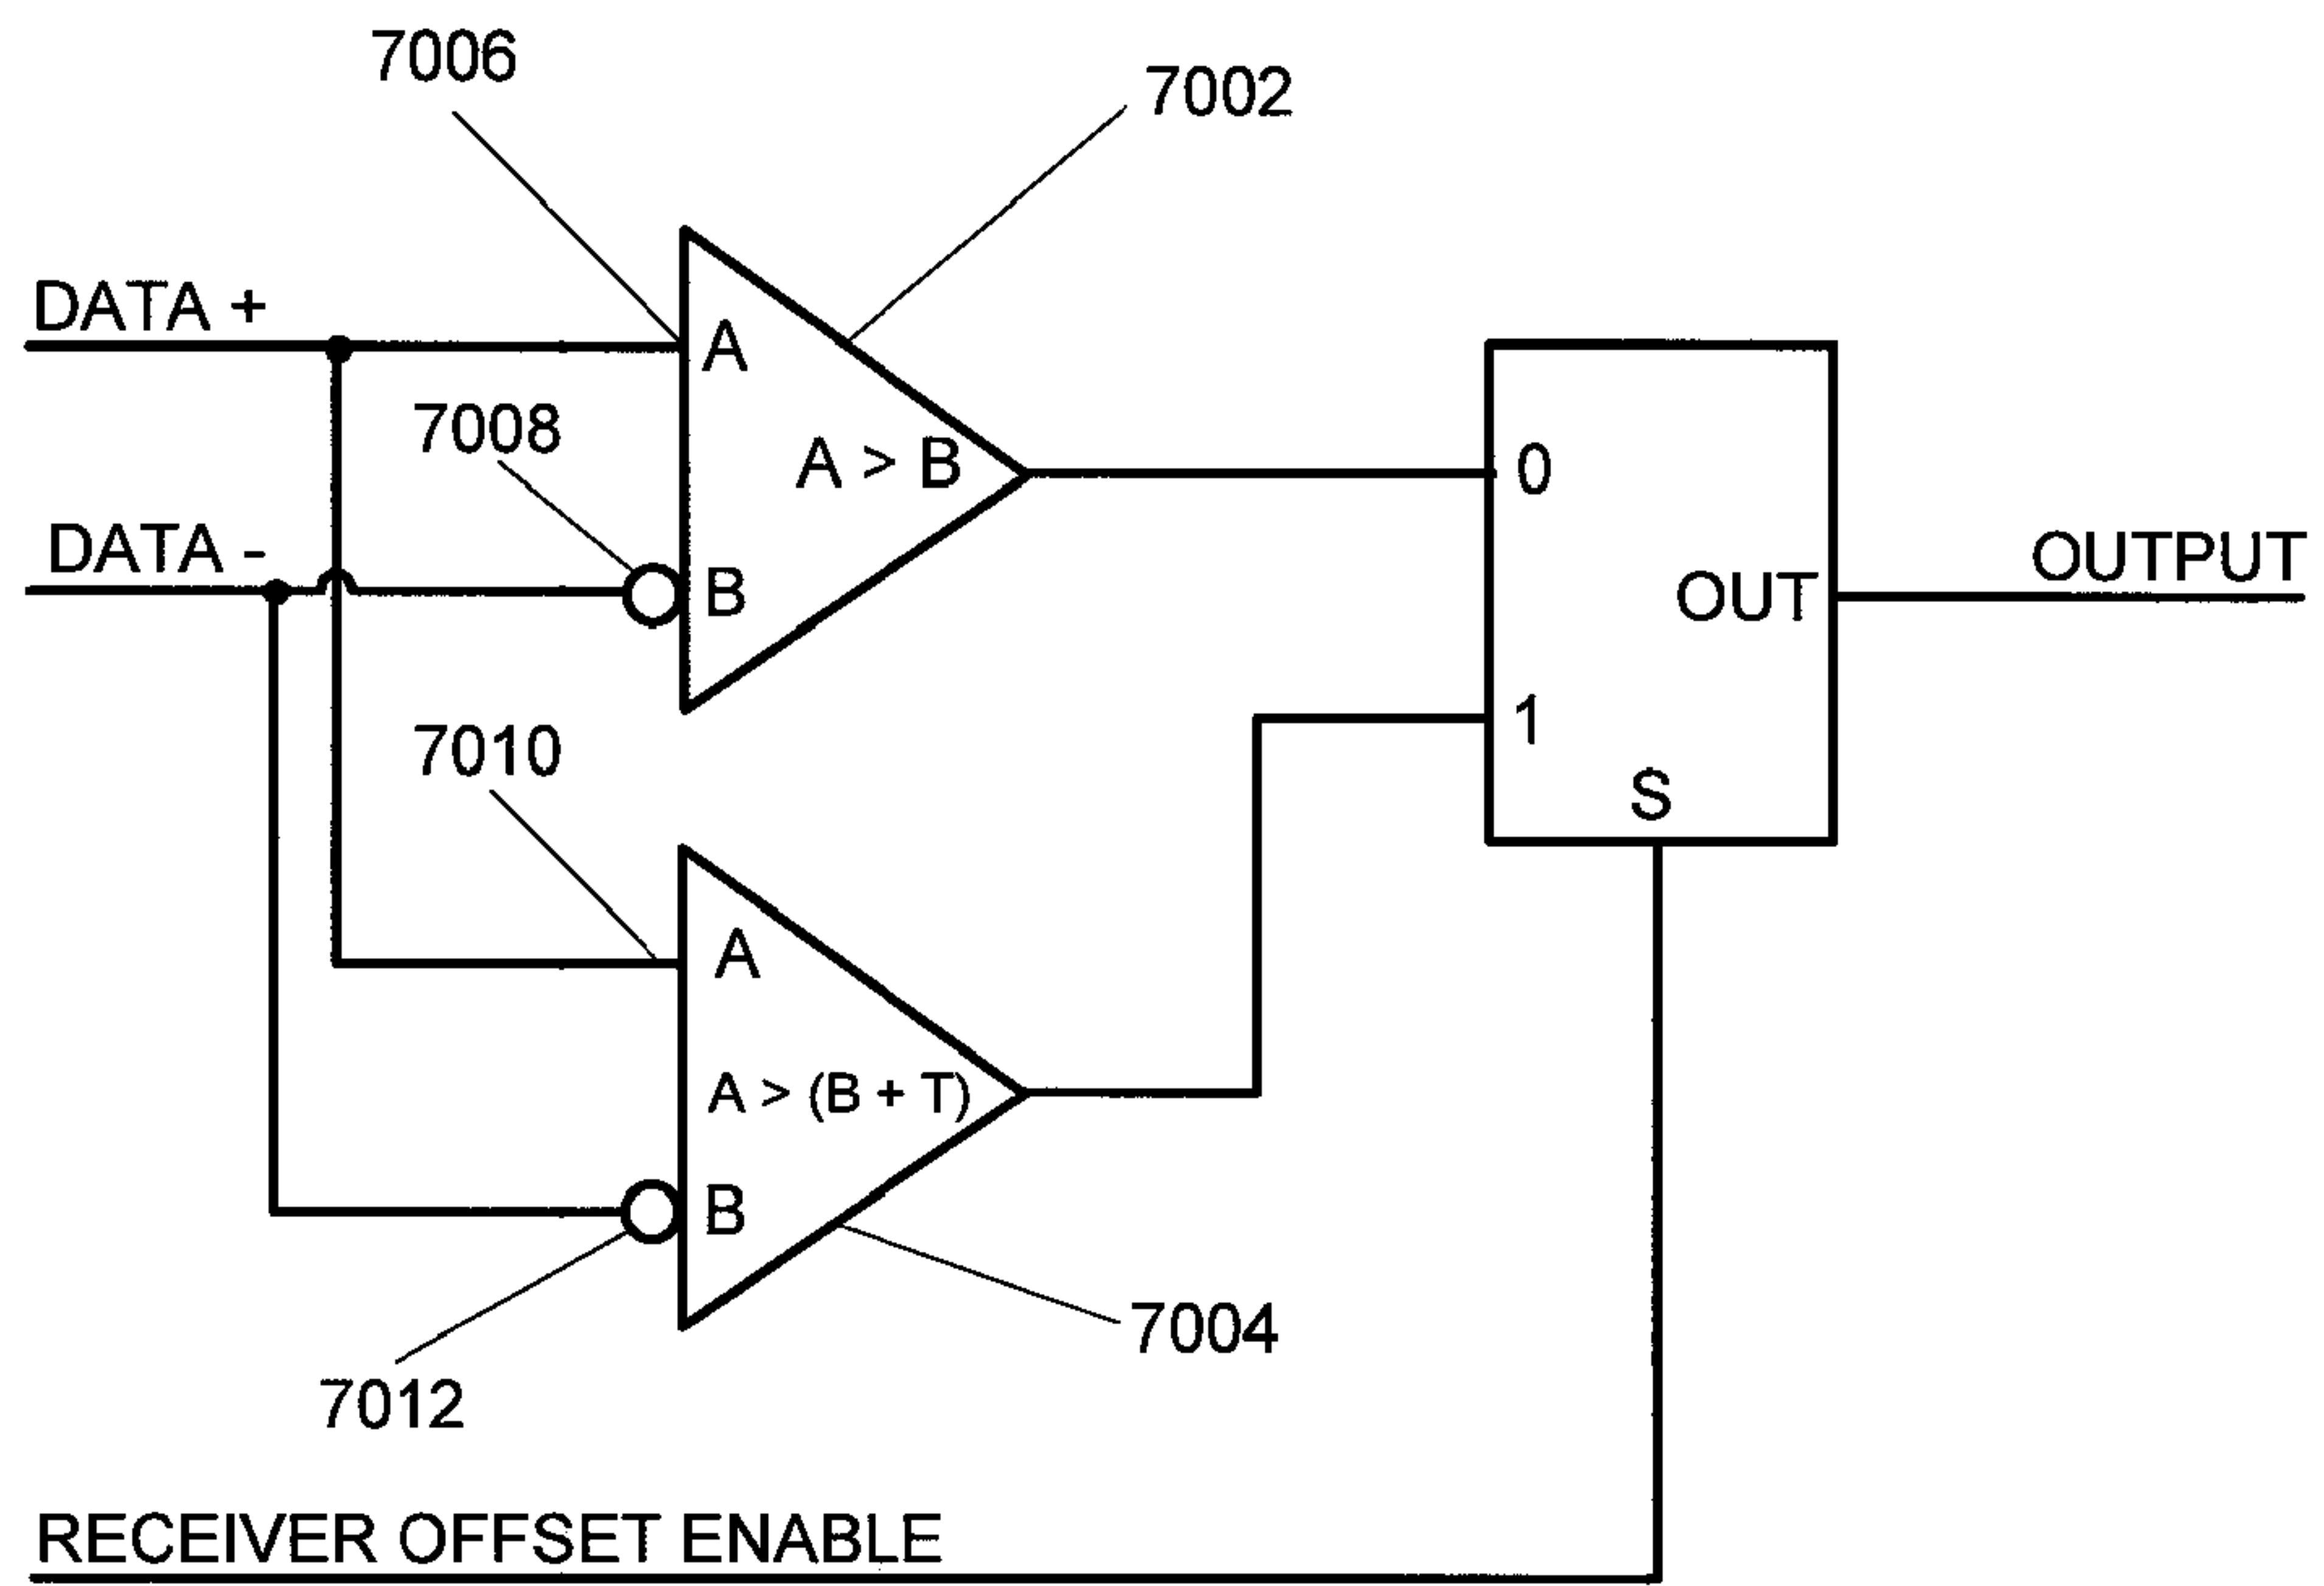 7006
7002
DATA +
A
7008
A > B
0
DATA -
B
OUT
OUTPUT
7010
1
S
A
A > (B + T)
B
7004
7012
RECEIVER OFFSET ENABLE